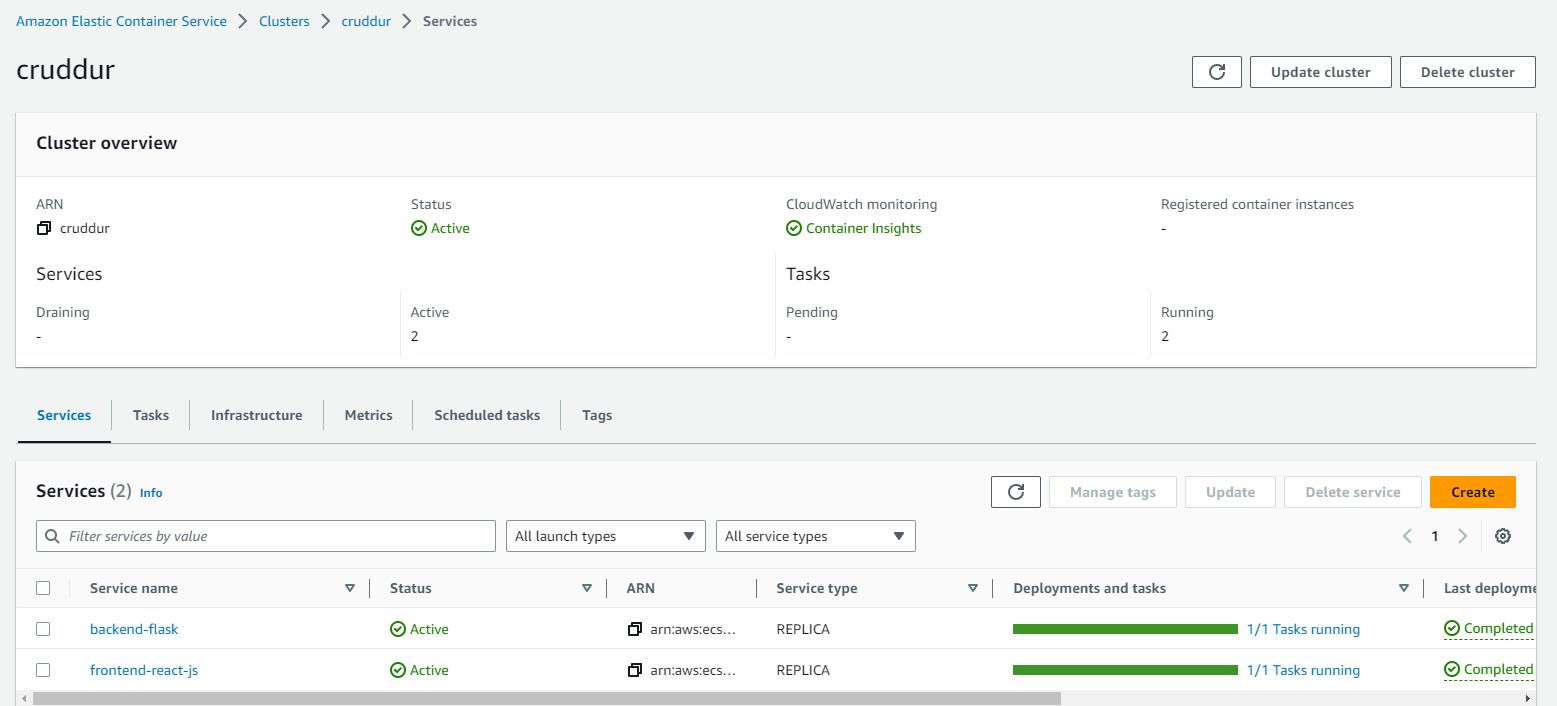 Amazon Elastic Container Service > Clusters > cruddur > Services
cruddur
Update cluster Delete cluster
Cluster overview
ARN Status CloudWatch monitoring Registered container instances
cruddur Active Container Insights -
Services Tasks
Draining Active Pending Running
- 2 - 2
Services Tasks Infrastructure Metrics Scheduled tasks Tags
Services (2) Info Manage tags Update Delete service Create
Filter services by value All launch types All service types 1
Service name Status ARN Service type Deployments and tasks Last deployme
backend-flask Active arn:aws:ecs... REPLICA 1/1 Tasks running Completed
frontend-react-js Active arn:aws:ecs... REPLICA 1/1 Tasks running Completed